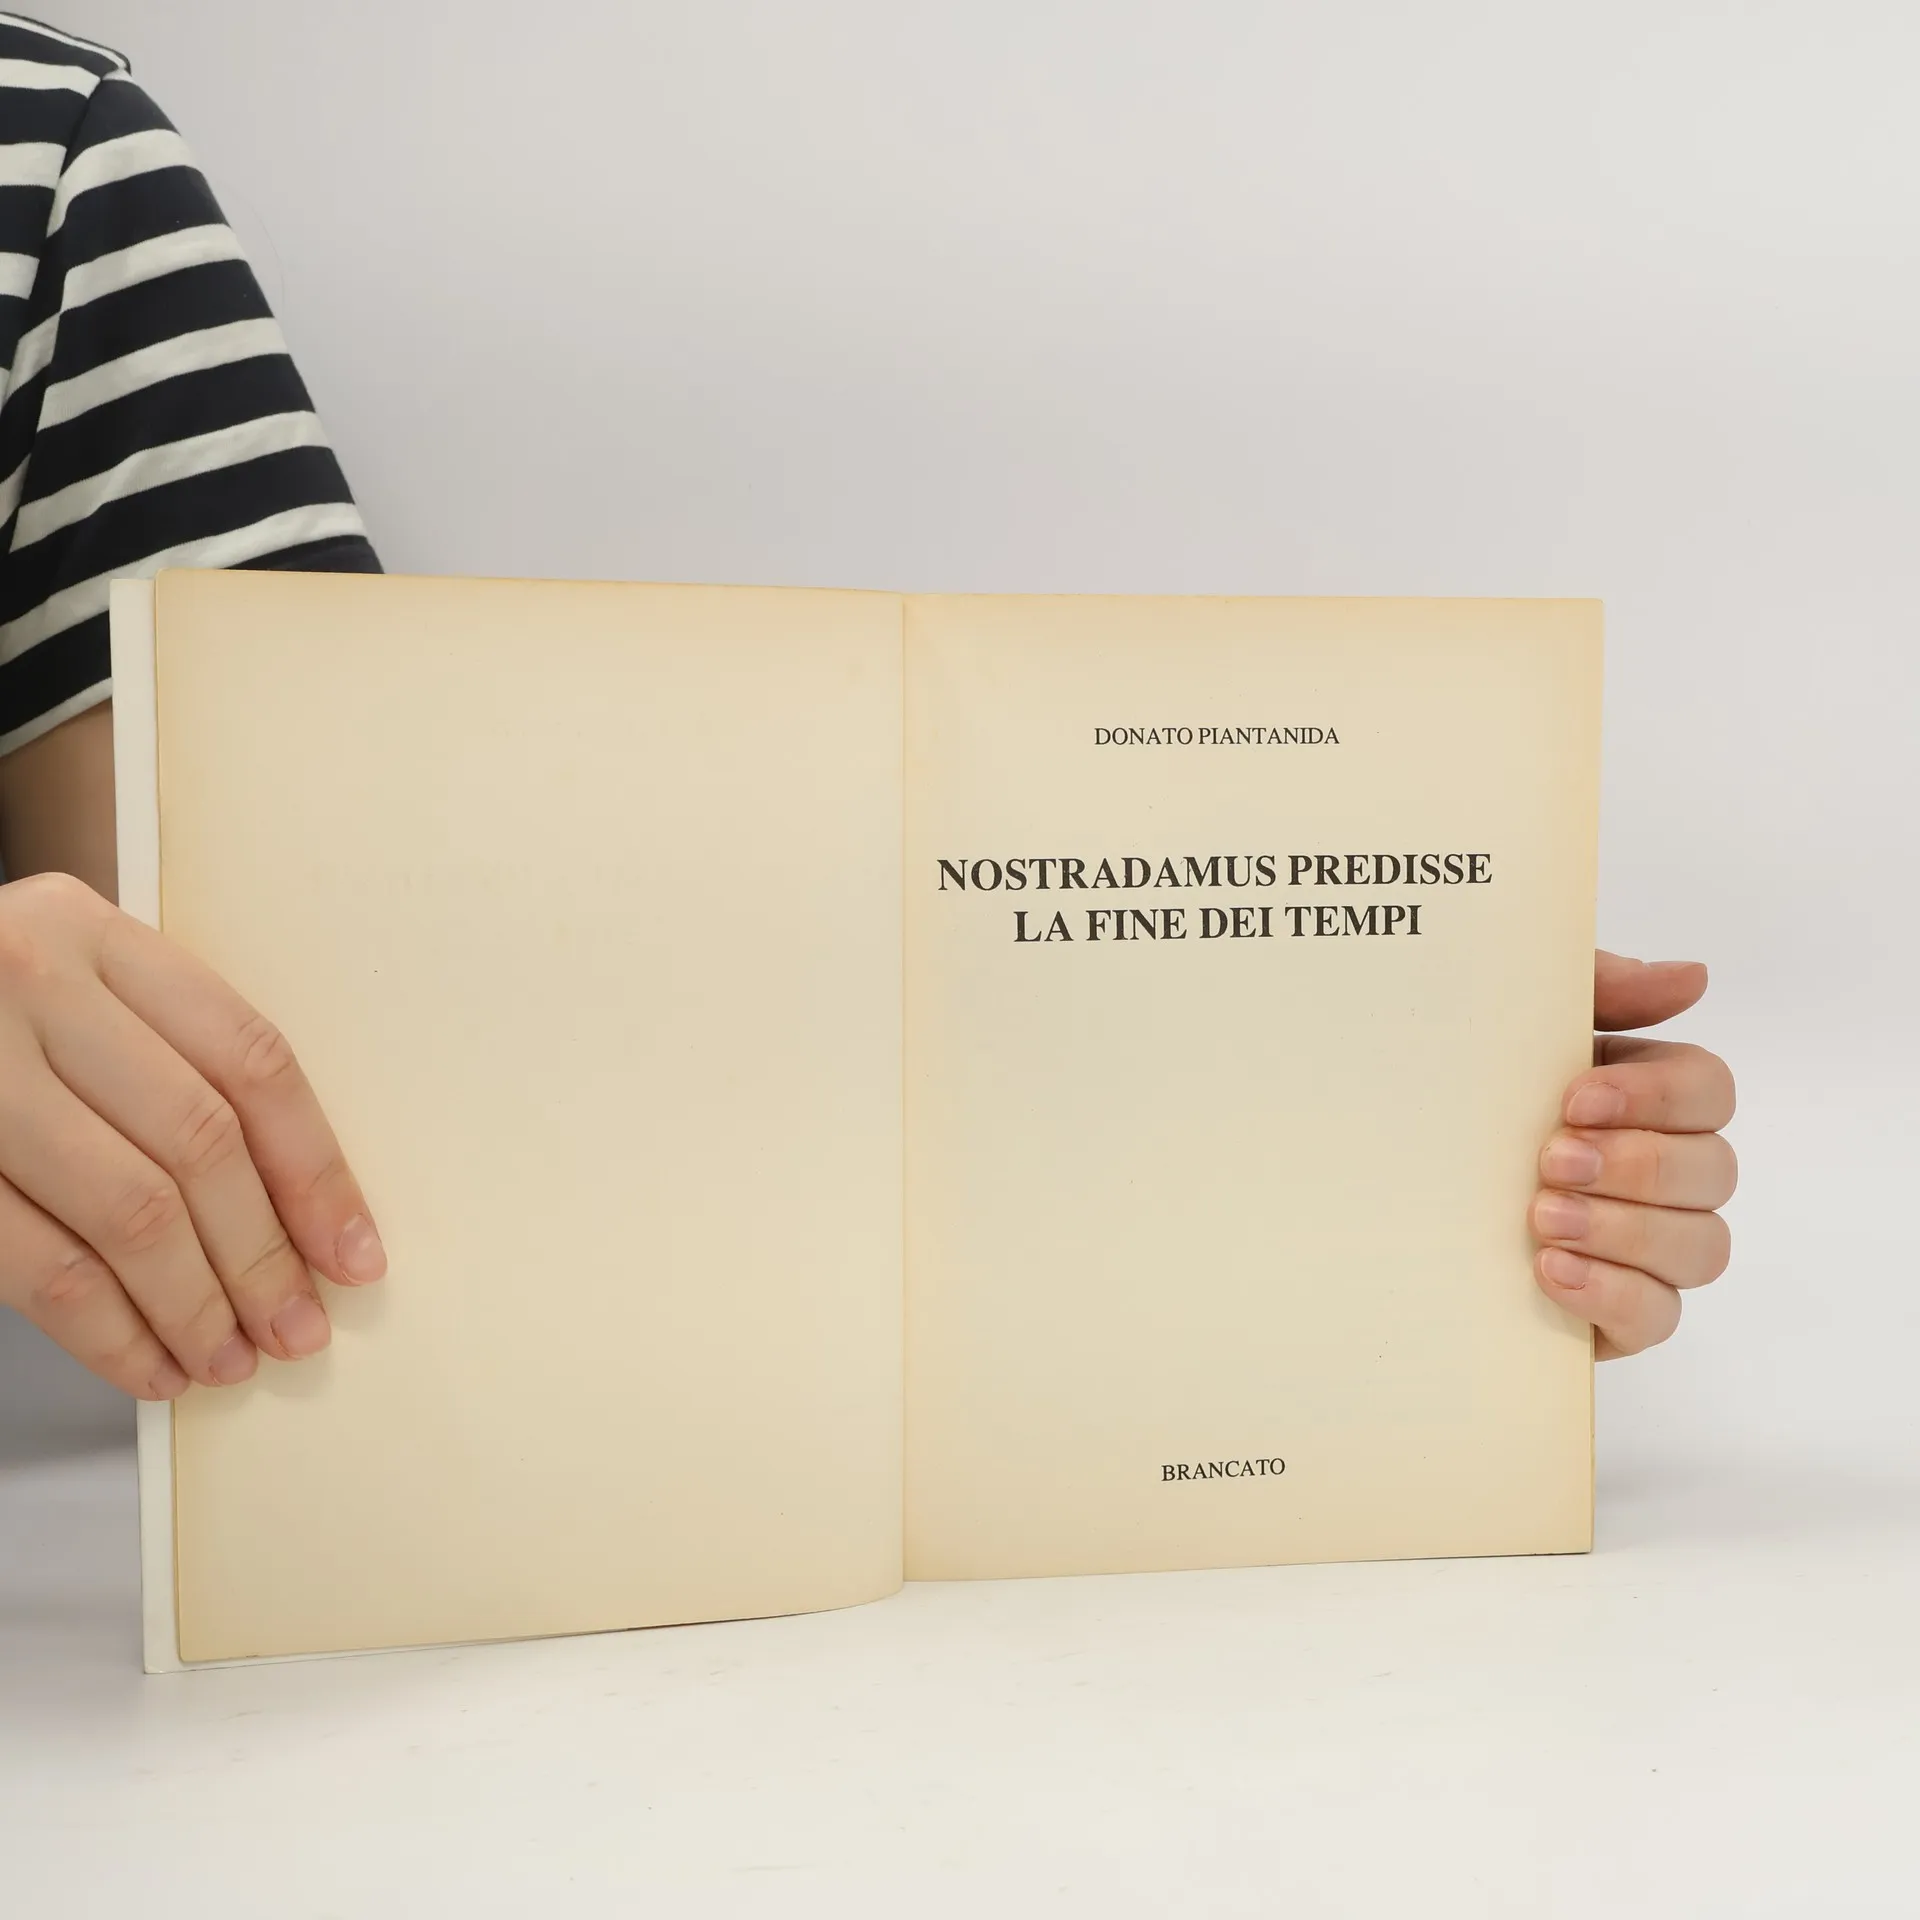 DONATO PIANTANIDA
NOSTRADAMUS PREDISSE
LA FINE DEI TEMPI
BRANCATO